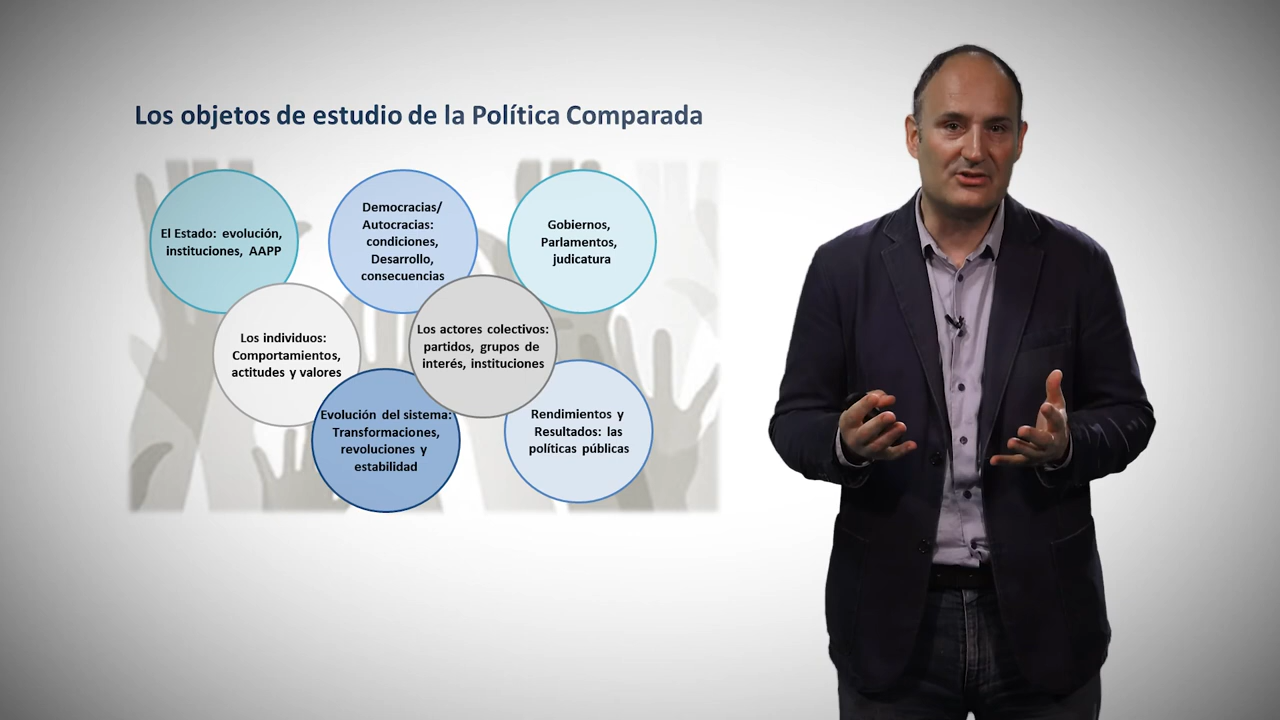 Los objetos de estudio de la Política Comparada
El Estado: evolución,
instituciones, AAPP
Democracias/
Autocracias:
condiciones,
Desarrollo,
consecuencias
Gobiernos,
Parlamentos,
judicatura
Los individuos:
Comportamientos,
actitudes y valores
Los actores colectivos:
partidos, grupos de
interés, instituciones
Evolución del sistema:
Transformaciones,
revoluciones y
estabilidad
Rendimientos y
Resultados: las
políticas públicas